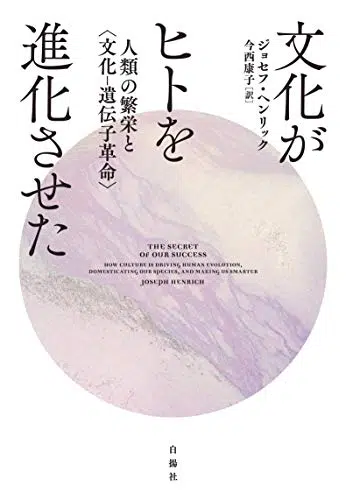 文化が
ヒトを
進化させた
人類の繁栄と
〈文化-遺伝子革命〉
ジョセフ・ヘンリック
今西康子［訳］
THE SECRET
OF OUR SUCCESS
HOW CULTURE IS DRIVING HUMAN EVOLUTION,
DOMESTICATING OUR SPECIES, AND MAKING US SMARTER
JOSEPH HENRICH
白揚社